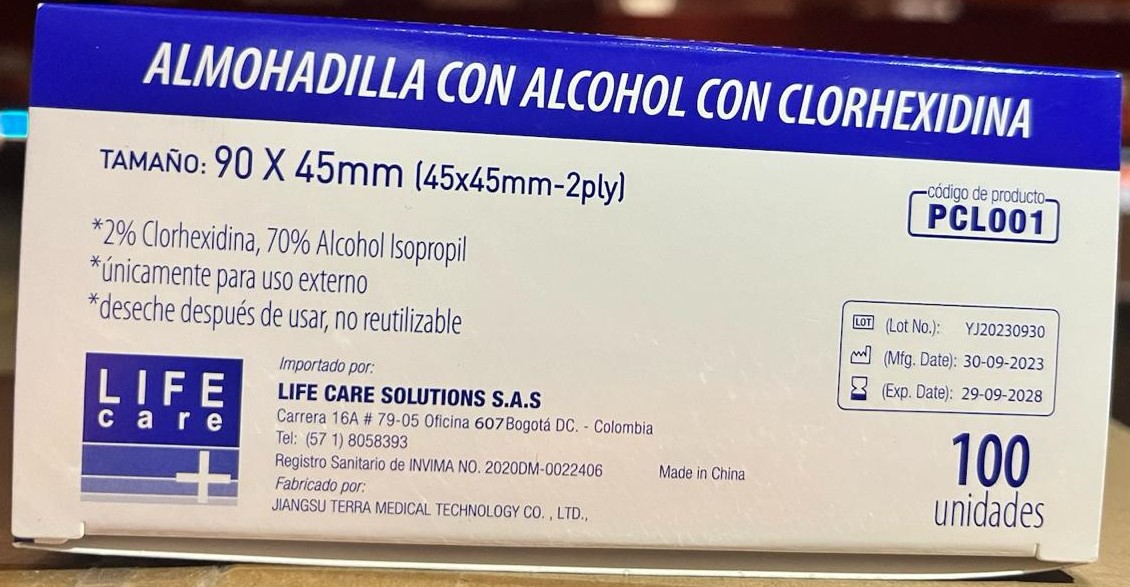 ALMOHADILLA CON ALCOHOL CON CLORHEXIDINA
TAMAÑO: 90 X 45mm (45x45mm-2ply)
código de producto
PCL001
*2% Clorhexidina, 70% Alcohol Isopropil
*únicamente para uso externo
*deseche después de usar, no reutilizable
LOT (Lot No.): YJ20230930
(Mfg. Date): 30-09-2023
(Exp. Date): 29-09-2028
LIFE
care
Importado por:
LIFE CARE SOLUTIONS S.A.S
Carrera 16A # 79-05 Oficina 607 Bogotá DC. - Colombia
Tel: (57 1) 8058393
Registro Sanitario de INVIMA NO. 2020DM-0022406
Made in China
Fabricado por:
JIANGSU TERRA MEDICAL TECHNOLOGY CO. , LTD.,
100
unidades